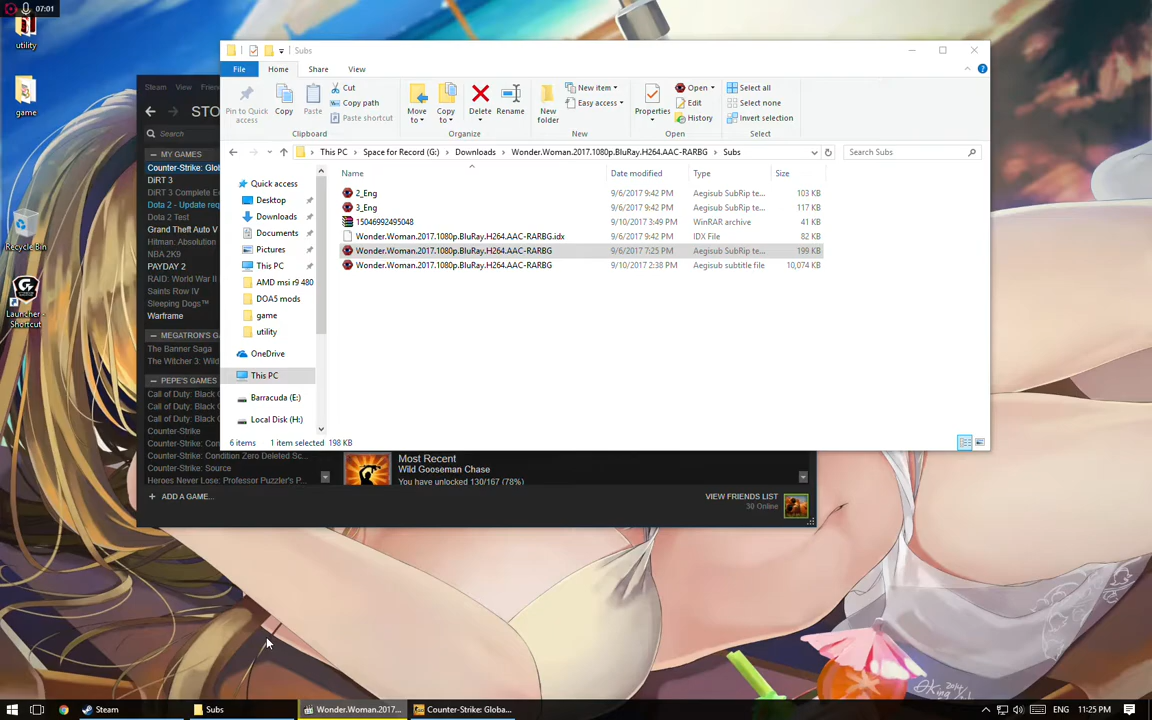 07:01
utility
game
Recycle Bin
Launcher - Shortcut
Steam View Frien
STO
Search
MY GAMES
Counter-Strike: Glob
DiRT 3
DiRT 3 Complete E
Dota 2 - Update req
Dota 2 Test
Grand Theft Auto V
Hitman: Absolution
NBA 2K9
PAYDAY 2
RAID: World War II
Saints Row IV
Sleeping Dogs™
Warframe
MEGATRON'S GA
The Banner Saga
The Witcher 3: Wild
PEPE'S GAMES
Call of Duty: Black O
Call of Duty: Black O
Call of Duty: Black O
Counter-Strike
Counter-Strike: Con
Counter-Strike: Condition Zero Deleted Sc...
Counter-Strike: Source
Heroes Never Lose: Professor Puzzler's P...
ADD A GAME...
Most Recent
Wild Gooseman Chase
You have unlocked 130/167 (78%)
VIEW FRIENDS LIST
30 Online
Subs
File Home Share View
Pin to Quick access
Copy
Paste
Cut
Copy path
Paste shortcut
Clipboard
Move to
Copy to
Delete
Rename
Organize
New folder
New item
Easy access
New
Properties
Open
Edit
History
Open
Select all
Select none
Invert selection
Select
This PC Space for Record (G:) Downloads Wonder.Woman.2017.1080p.BluRay.H264.AAC-RARBG Subs
Search Subs
Quick access
Desktop
Downloads
Documents
Pictures
This PC
AMD msi r9 480
DOA5 mods
game
utility
OneDrive
This PC
Barracuda (E:)
Local Disk (H:)
Name Date modified Type Size
2_Eng 9/6/2017 9:42 PM Aegisub SubRip te... 103 KB
3_Eng 9/6/2017 9:42 PM Aegisub SubRip te... 117 KB
15046992495048 9/10/2017 3:49 PM WinRAR archive 41 KB
Wonder.Woman.2017.1080p.BluRay.H264.AAC-RARBG.idx 9/6/2017 9:42 PM IDX File 82 KB
Wonder.Woman.2017.1080p.BluRay.H264.AAC-RARBG 9/6/2017 7:25 PM Aegisub SubRip te... 199 KB
Wonder.Woman.2017.1080p.BluRay.H264.AAC-RARBG 9/10/2017 2:38 PM Aegisub subtitle file 10,074 KB
6 items 1 item selected 198 KB
Steam
Subs
Wonder.Woman.2017...
Counter-Strike: Globa...
ENG 11:25 PM